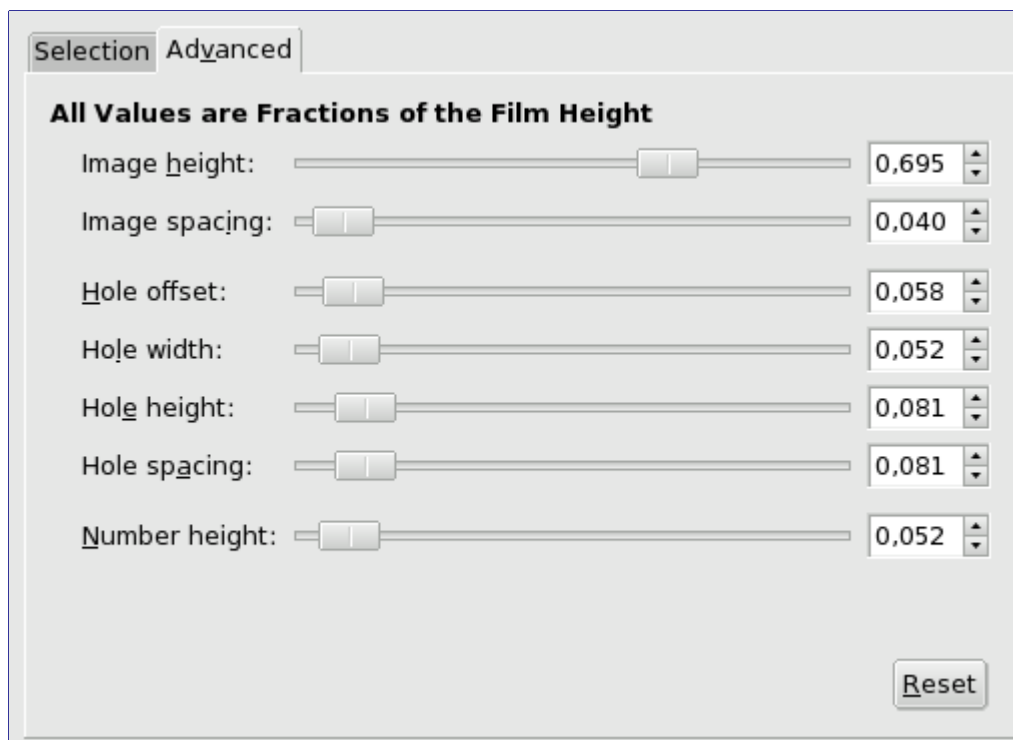 Selection Advanced
All Values are Fractions of the Film Height
Image height: 0,695
Image spacing: 0,040
Hole offset: 0,058
Hole width: 0,052
Hole height: 0,081
Hole spacing: 0,081
Number height: 0,052
Reset